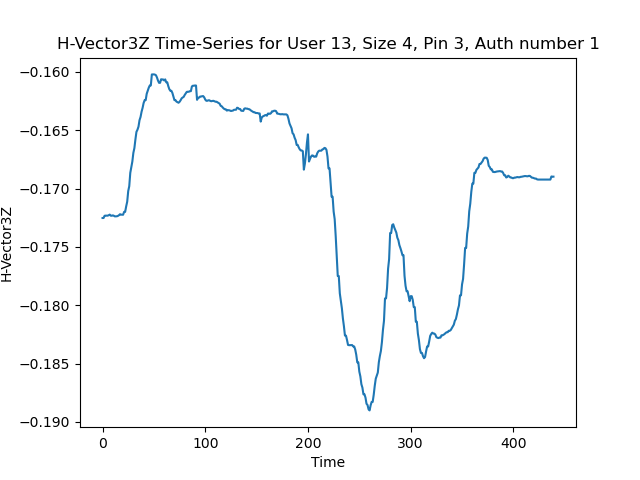 H-Vector3Z Time-Series for User 13, Size 4, Pin 3, Auth number 1
−0.160
−0.165
−0.170
−0.175
−0.180
−0.185
−0.190
H-Vector3Z
0 100 200 300 400
Time